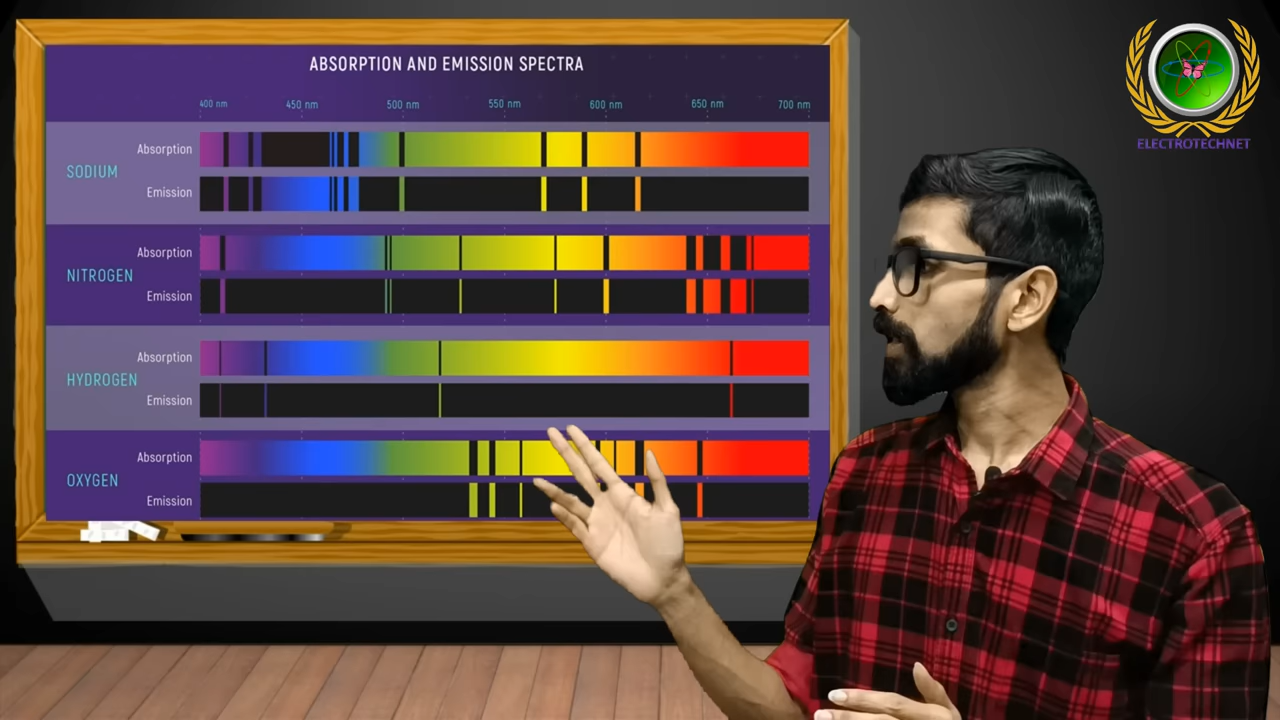 ABSORPTION AND EMISSION SPECTRA
400 nm 450 nm 500 nm 550 nm 600 nm 650 nm 700 nm
SODIUM
Absorption
Emission
NITROGEN
Absorption
Emission
HYDROGEN
Absorption
Emission
OXYGEN
Absorption
Emission
ELECTROTECHNET